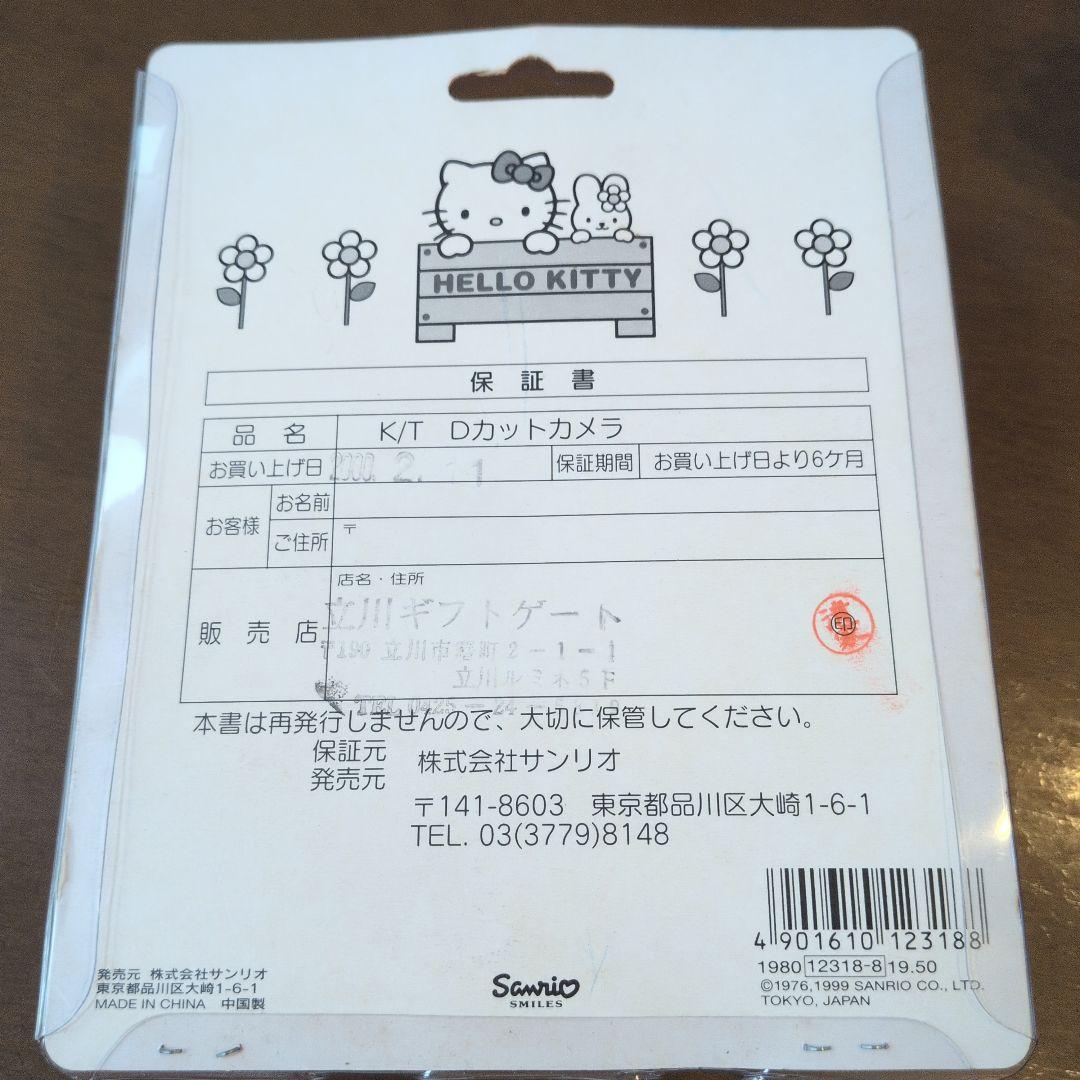 HELLO KITTY
保証書
品名 K/T Dカットカメラ
お買い上げ日 2000. 2. 11 保証期間 お買い上げ日より6ケ月
お客様 お名前
ご住所 〒
販売店 店名・住所
立川ギフトゲート
〒190 立川市曙町2-1-1
立川ルミネ5F
TEL 0425-24-
印
本書は再発行しませんので、大切に保管してください。
保証元
発売元 株式会社サンリオ
〒141-8603 東京都品川区大崎1-6-1
TEL. 03(3779)8148
4 901610 123188
1980 12318-8 19.50
©1976,1999 SANRIO CO., LTD.
TOKYO, JAPAN
発売元 株式会社サンリオ
東京都品川区大崎1-6-1
MADE IN CHINA 中国製
Sanrio
SMILES